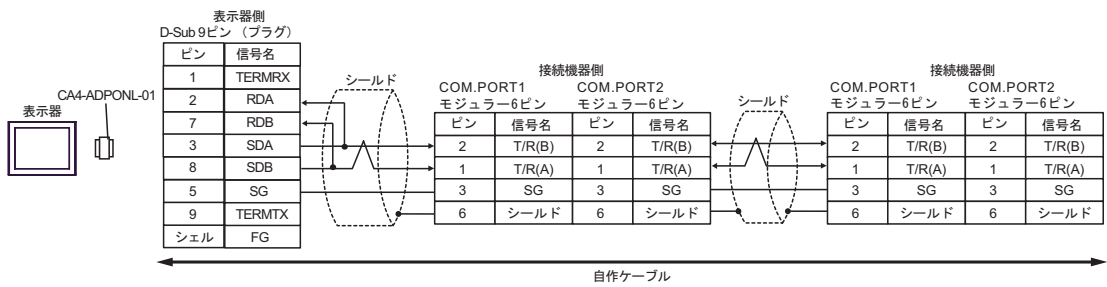 表示器
CA4-ADPONL-01
表示器側
D-Sub 9ピン （プラグ）
ピン 信号名
1 TERMRX
2 RDA
7 RDB
3 SDA
8 SDB
5 SG
9 TERMTX
シェル FG
シールド
接続機器側
COM.PORT1 COM.PORT2
モジュラー6ピン モジュラー6ピン
ピン 信号名 ピン 信号名
2 T/R(B) 2 T/R(B)
1 T/R(A) 1 T/R(A)
3 SG 3 SG
6 シールド 6 シールド
シールド
接続機器側
COM.PORT1 COM.PORT2
モジュラー6ピン モジュラー6ピン
ピン 信号名 ピン 信号名
2 T/R(B) 2 T/R(B)
1 T/R(A) 1 T/R(A)
3 SG 3 SG
6 シールド 6 シールド
自作ケーブル